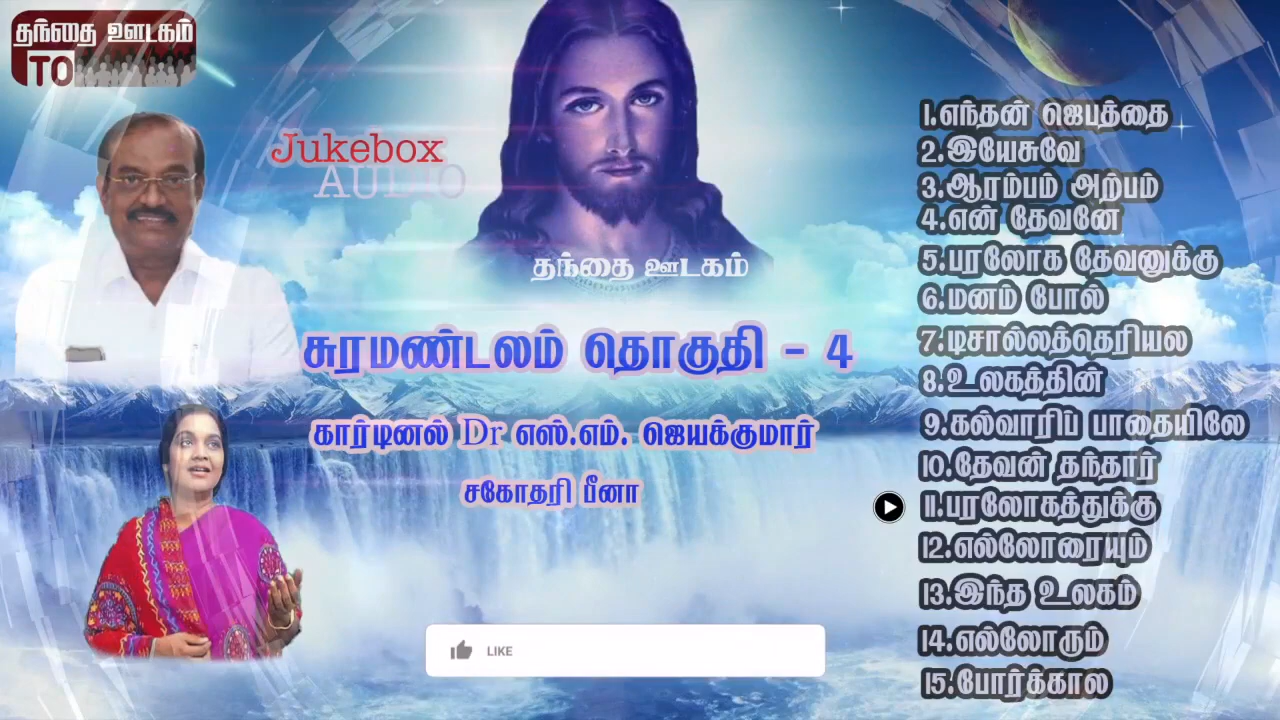 தந்தை ஊடகம்
TO
Jukebox
AUDIO
தந்தை ஊடகம்
சுரமண்டலம் தொகுதி - 4
கார்டினல் Dr எஸ்.எம். ஜெயக்குமார்
சகோதரி பீனா
LIKE
1.எந்தன் ஜெபத்தை
2.இயேசுவே
3.ஆரம்பம் அற்பம்
4.என் தேவனே
5.பரலோக தேவனுக்கு
6.மனம் போல்
7.டிசால்லத்தெரியல
8.உலகத்தின்
9.கல்வாரிப் பாதையிலே
10.தேவன் தந்தார்
11.பரலோகத்துக்கு
12.எல்லோரையும்
13.இந்த உலகம்
14.எல்லோரும்
15.போர்க்கால